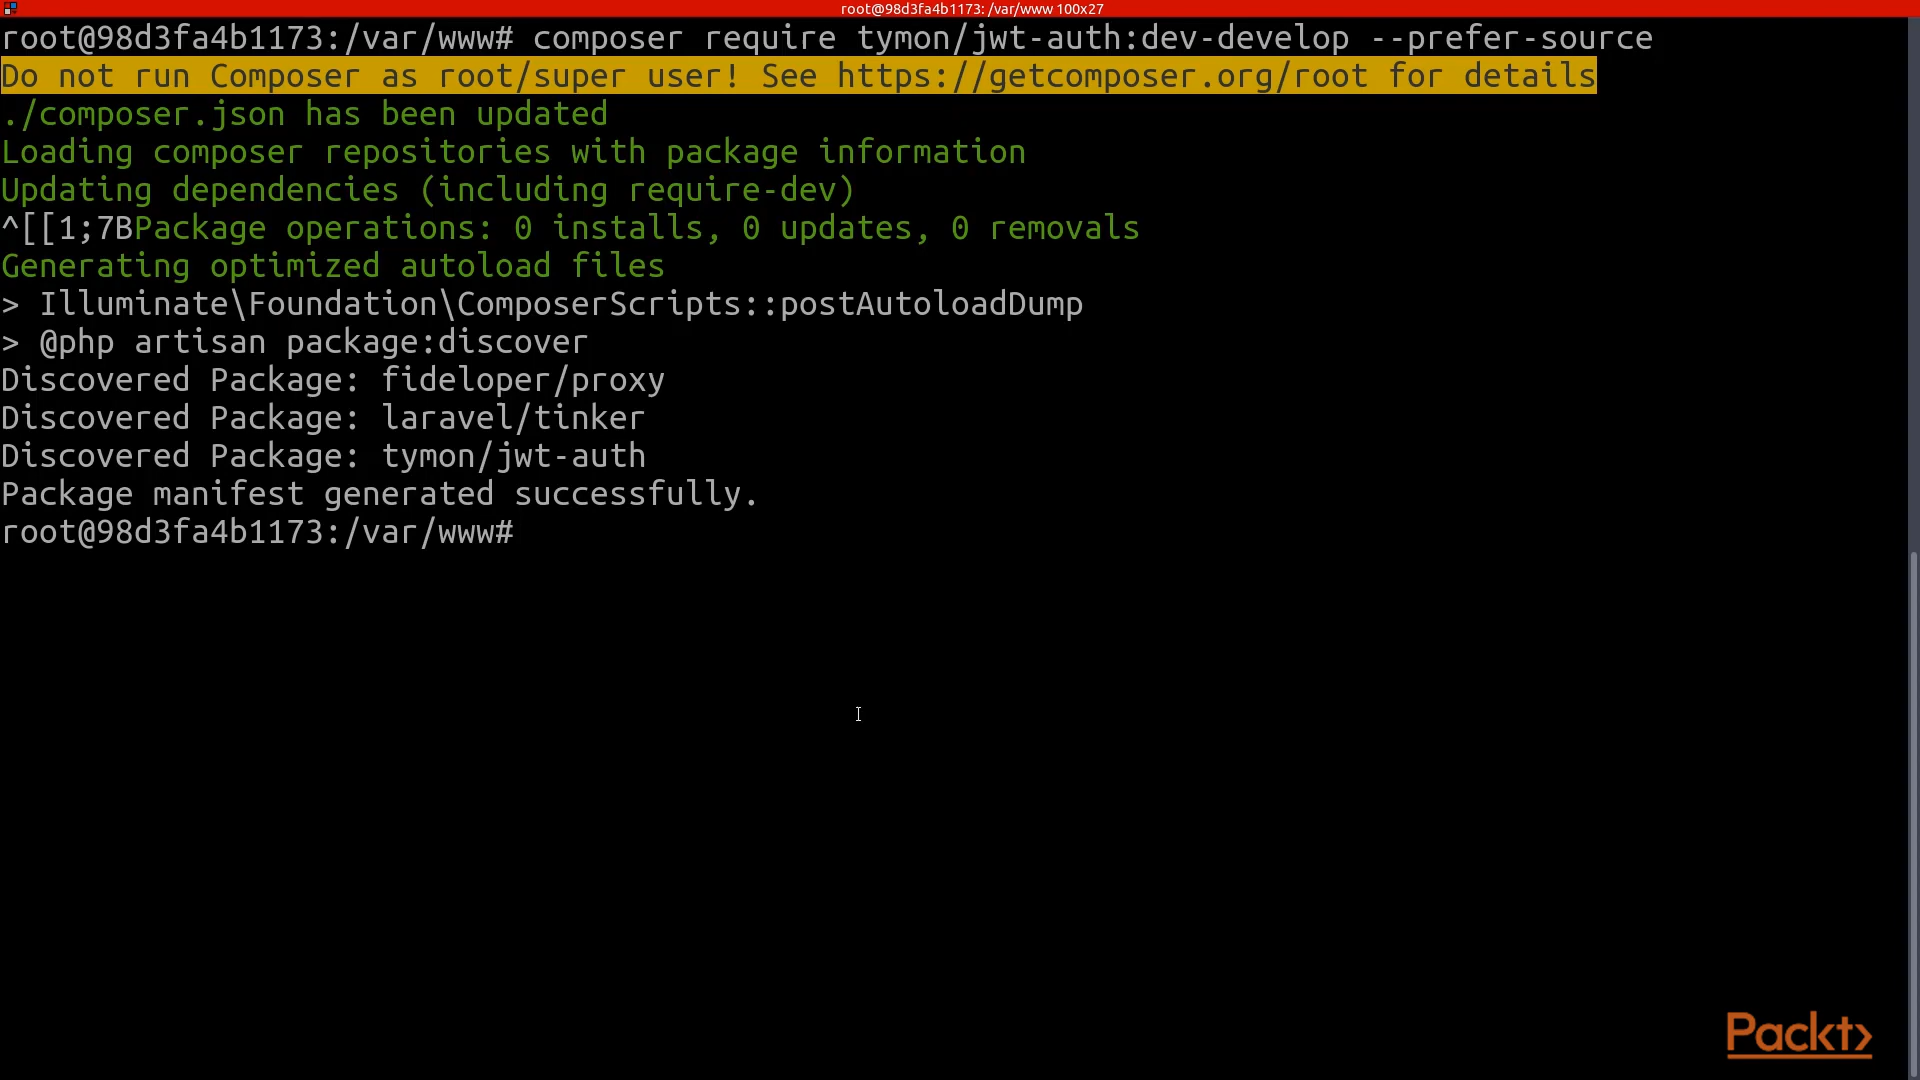 root@98d3fa4b1173: /var/www 100x27
root@98d3fa4b1173:/var/www# composer require tymon/jwt-auth:dev-develop --prefer-source
Do not run Composer as root/super user! See https://getcomposer.org/root for details
./composer.json has been updated
Loading composer repositories with package information
Updating dependencies (including require-dev)
^[[1;7BPackage operations: 0 installs, 0 updates, 0 removals
Generating optimized autoload files
> Illuminate\Foundation\ComposerScripts::postAutoloadDump
> @php artisan package:discover
Discovered Package: fideloper/proxy
Discovered Package: laravel/tinker
Discovered Package: tymon/jwt-auth
Package manifest generated successfully.
root@98d3fa4b1173:/var/www#
Packt>